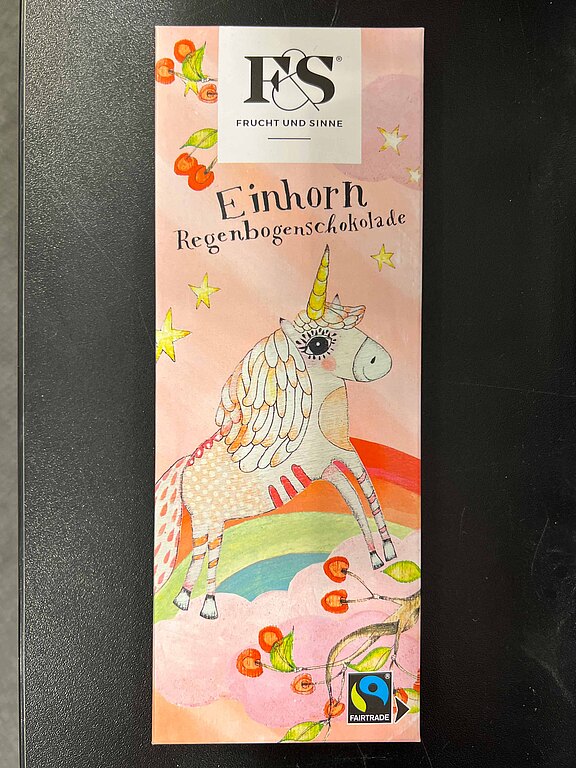 F&S®
FRUCHT UND SINNE
Einhorn
Regenbogenschokolade
FAIRTRADE